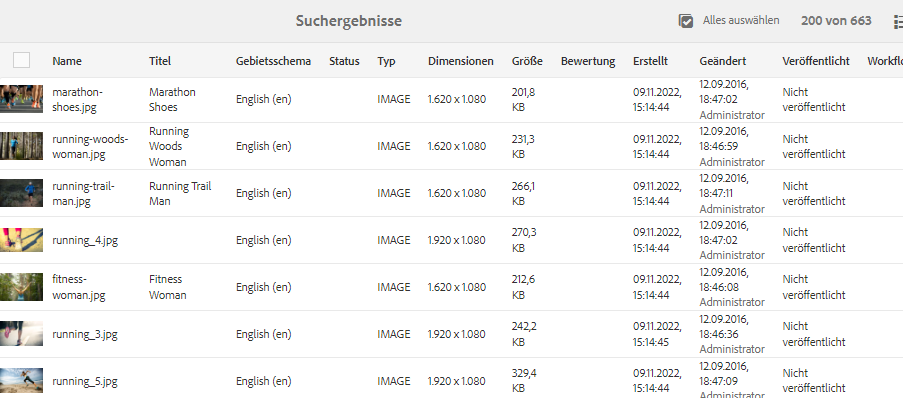 Suchergebnisse
Alles auswählen
200 von 663
Name Titel Gebietsschema Status Typ Dimensionen Größe Bewertung Erstellt Geändert Veröffentlicht Workflo
marathon-shoes.jpg Marathon Shoes English (en) IMAGE 1.620 x 1.080 201,8 KB 09.11.2022, 15:14:44 12.09.2016, 18:47:02 Administrator Nicht veröffentlicht
running-woods-woman.jpg Running Woods Woman English (en) IMAGE 1.620 x 1.080 231,3 KB 09.11.2022, 15:14:44 12.09.2016, 18:46:59 Administrator Nicht veröffentlicht
running-trail-man.jpg Running Trail Man English (en) IMAGE 1.620 x 1.080 266,1 KB 09.11.2022, 15:14:44 12.09.2016, 18:47:11 Administrator Nicht veröffentlicht
running_4.jpg English (en) IMAGE 1.920 x 1.080 270,3 KB 09.11.2022, 15:14:44 12.09.2016, 18:47:02 Administrator Nicht veröffentlicht
fitness-woman.jpg Fitness Woman English (en) IMAGE 1.620 x 1.080 212,6 KB 09.11.2022, 15:14:44 12.09.2016, 18:46:08 Administrator Nicht veröffentlicht
running_3.jpg English (en) IMAGE 1.920 x 1.080 242,2 KB 09.11.2022, 15:14:45 12.09.2016, 18:46:36 Administrator Nicht veröffentlicht
running_5.jpg English (en) IMAGE 1.920 x 1.080 329,4 KB 09.11.2022, 15:14:44 12.09.2016, 18:47:09 Administrator Nicht veröffentlicht